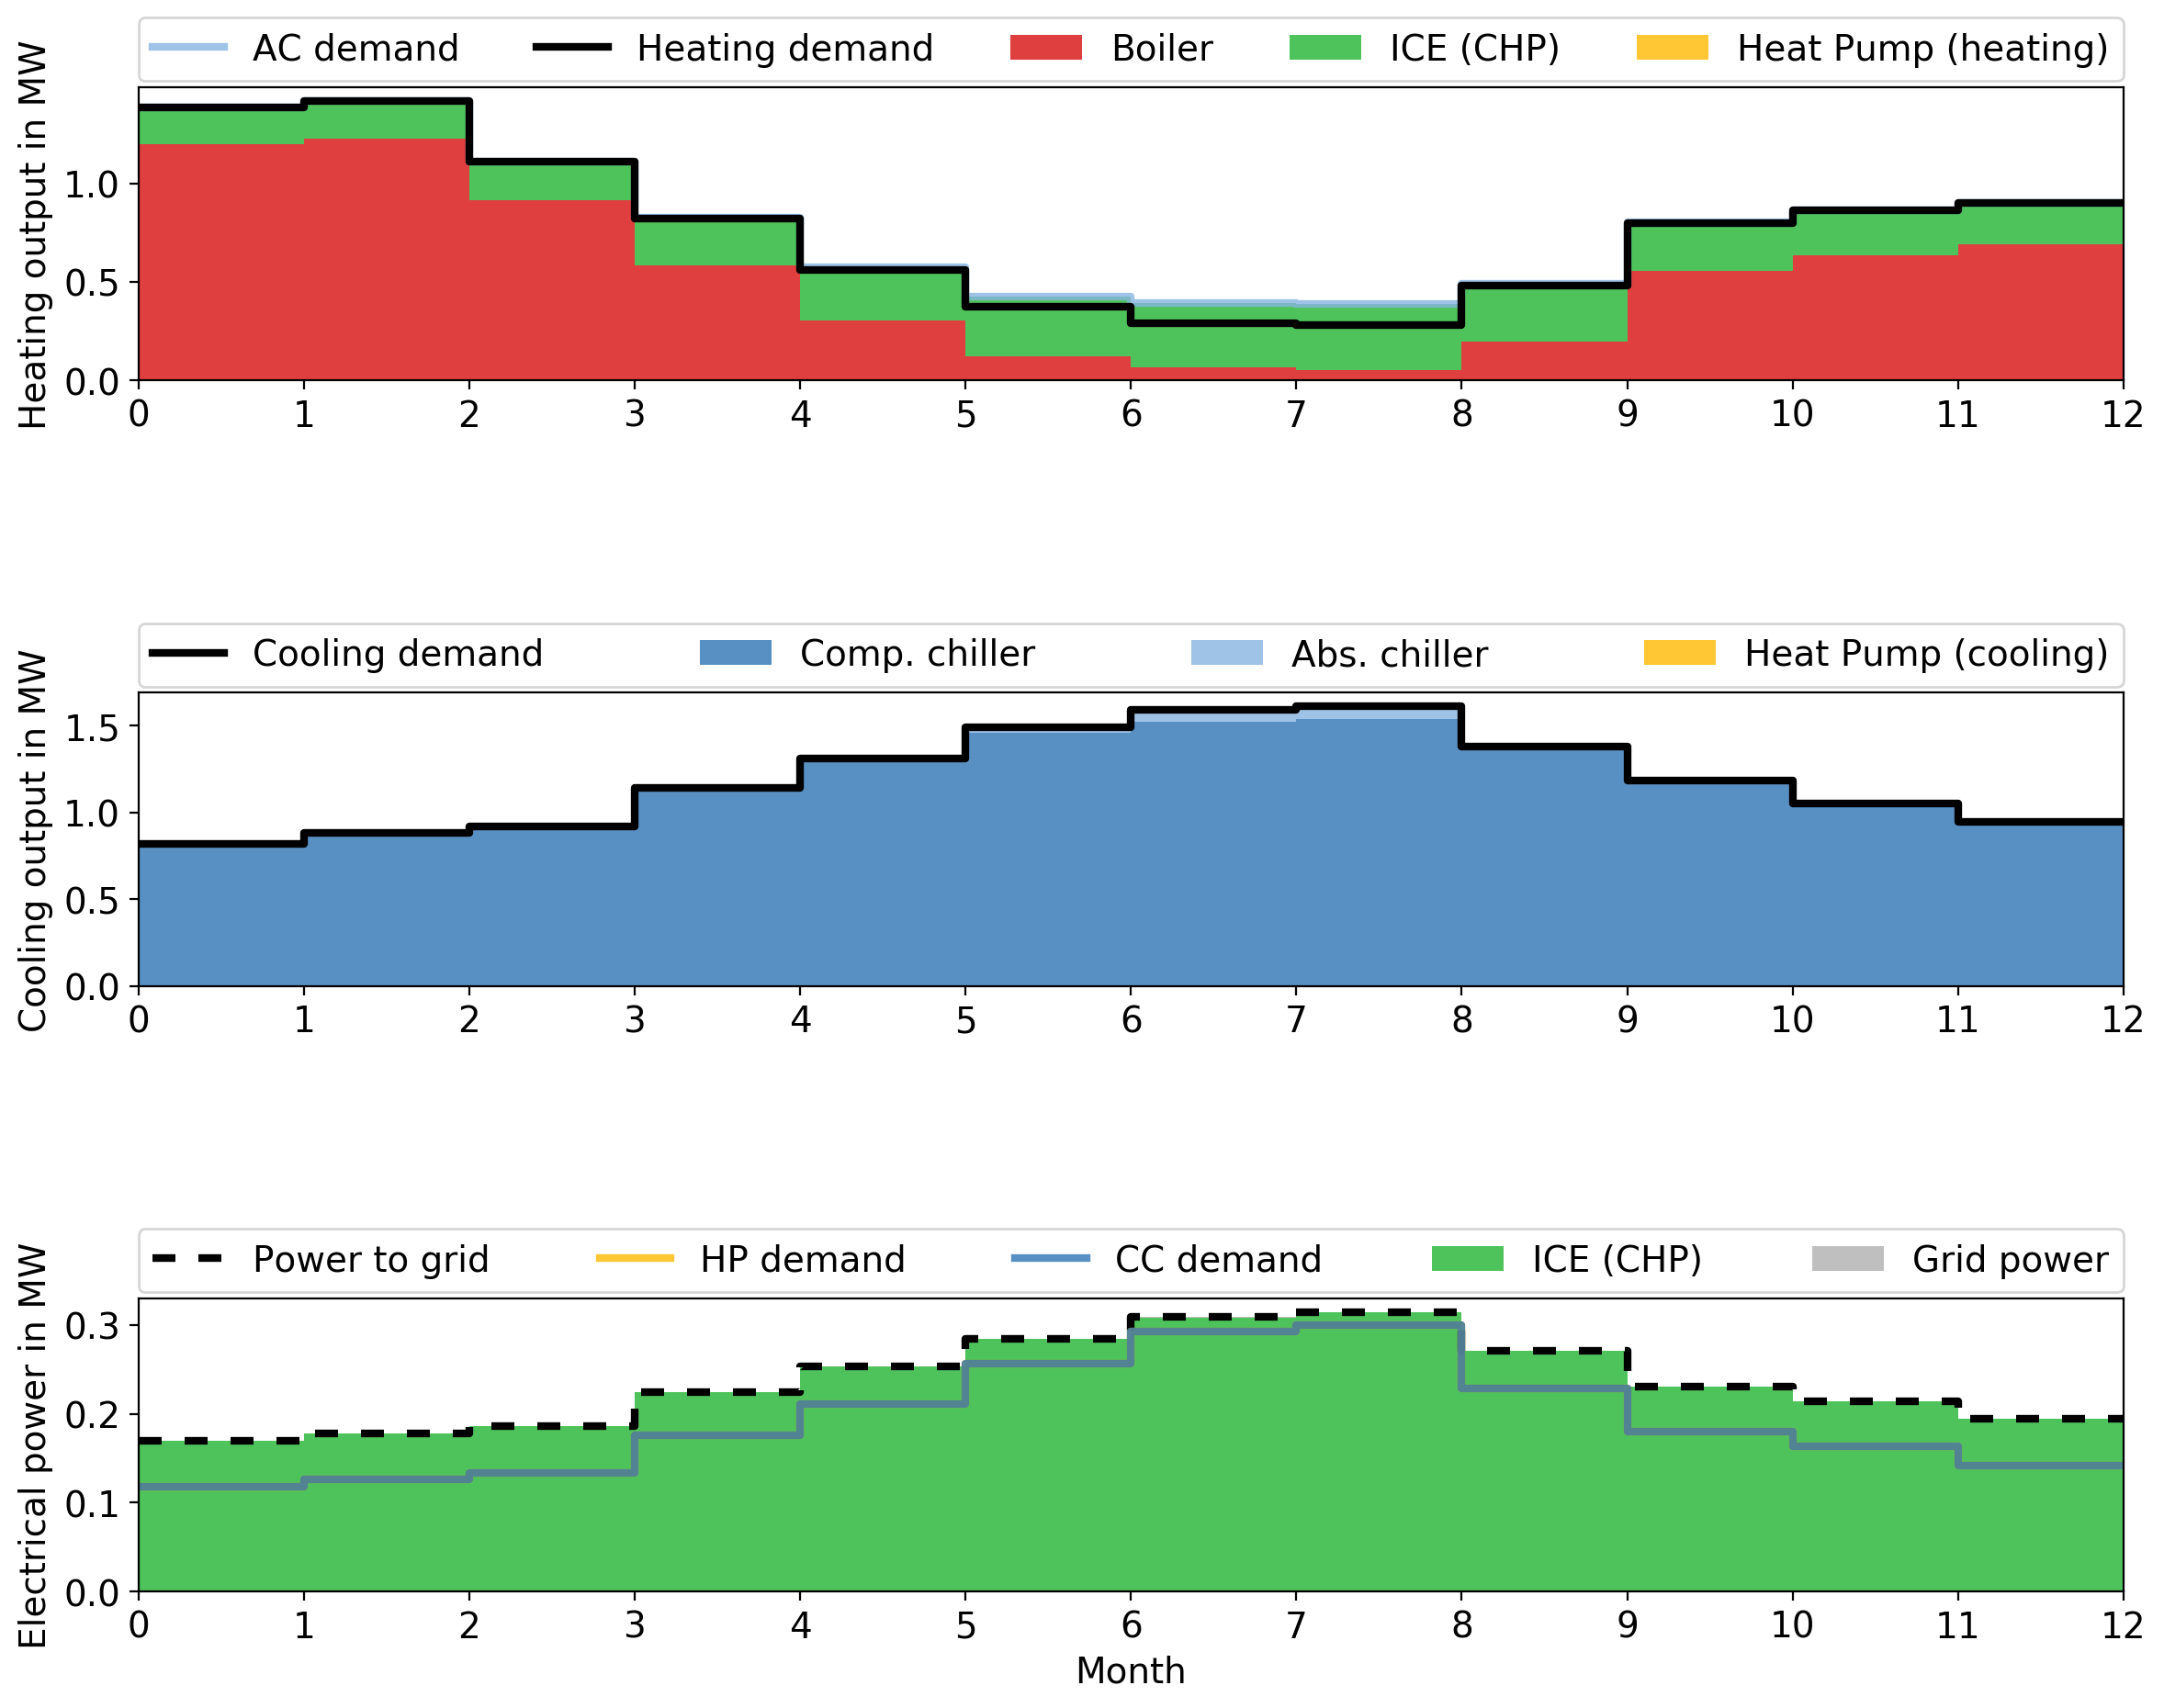 AC demand Heating demand Boiler ICE (CHP) Heat Pump (heating)
Heating output in MW
1.0
0.5
0.0
0 1 2 3 4 5 6 7 8 9 10 11 12
Cooling demand Comp. chiller Abs. chiller Heat Pump (cooling)
Cooling output in MW
1.5
1.0
0.5
0.0
0 1 2 3 4 5 6 7 8 9 10 11 12
Power to grid HP demand CC demand ICE (CHP) Grid power
Electrical power in MW
0.3
0.2
0.1
0.0
0 1 2 3 4 5 6 7 8 9 10 11 12
Month